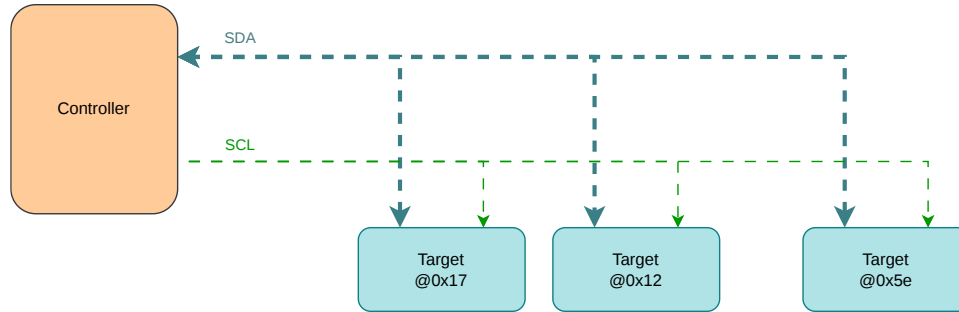 SDA
Controller
SCL
Target
@0x17
Target
@0x12
Target
@0x5e